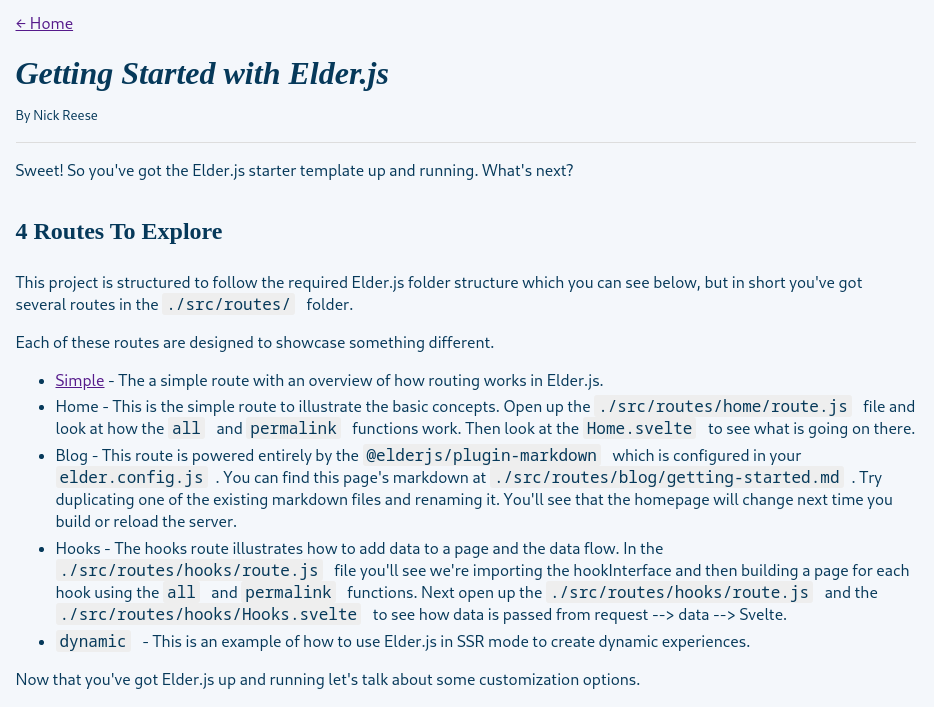 ← Home
Getting Started with Elder.js
By Nick Reese
Sweet! So you've got the Elder.js starter template up and running. What's next?
4 Routes To Explore
This project is structured to follow the required Elder.js folder structure which you can see below, but in short you've got
several routes in the ./src/routes/ folder.
Each of these routes are designed to showcase something different.
• Simple - The a simple route with an overview of how routing works in Elder.js.
• Home - This is the simple route to illustrate the basic concepts. Open up the ./src/routes/home/route.js file and
look at how the all and permalink functions work. Then look at the Home.svelte to see what is going on there.
• Blog - This route is powered entirely by the @elderjs/plugin-markdown which is configured in your
elder.config.js . You can find this page's markdown at ./src/routes/blog/getting-started.md . Try
duplicating one of the existing markdown files and renaming it. You'll see that the homepage will change next time you
build or reload the server.
• Hooks - The hooks route illustrates how to add data to a page and the data flow. In the
./src/routes/hooks/route.js file you'll see we're importing the hookInterface and then building a page for each
hook using the all and permalink functions. Next open up the ./src/routes/hooks/route.js and the
./src/routes/hooks/Hooks.svelte to see how data is passed from request --> data --> Svelte.
• dynamic - This is an example of how to use Elder.js in SSR mode to create dynamic experiences.
Now that you've got Elder.js up and running let's talk about some customization options.